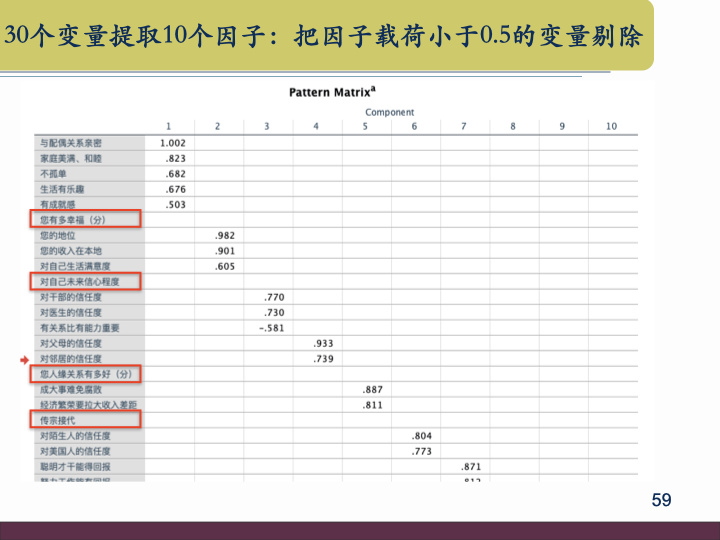 30个变量提取10个因子：把因子载荷小于0.5的变量剔除
Pattern Matrixa
Component
1 2 3 4 5 6 7 8 9 10
与配偶关系亲密 1.002
家庭美满、和睦 .823
不孤单 .682
生活有乐趣 .676
有成就感 .503
您有多幸福（分）
您的地位 .982
您的收入在本地 .901
对自己生活满意度 .605
对自己未来信心程度
对干部的信任度 .770
对医生的信任度 .730
有关系比有能力重要 -.581
对父母的信任度 .933
对邻居的信任度 .739
您人缘关系有多好（分）
成大事难免腐败 .887
经济繁荣要拉大收入差距 .811
传宗接代
对陌生人的信任度 .804
对美国人的信任度 .773
聪明才干能得回报 .871
59